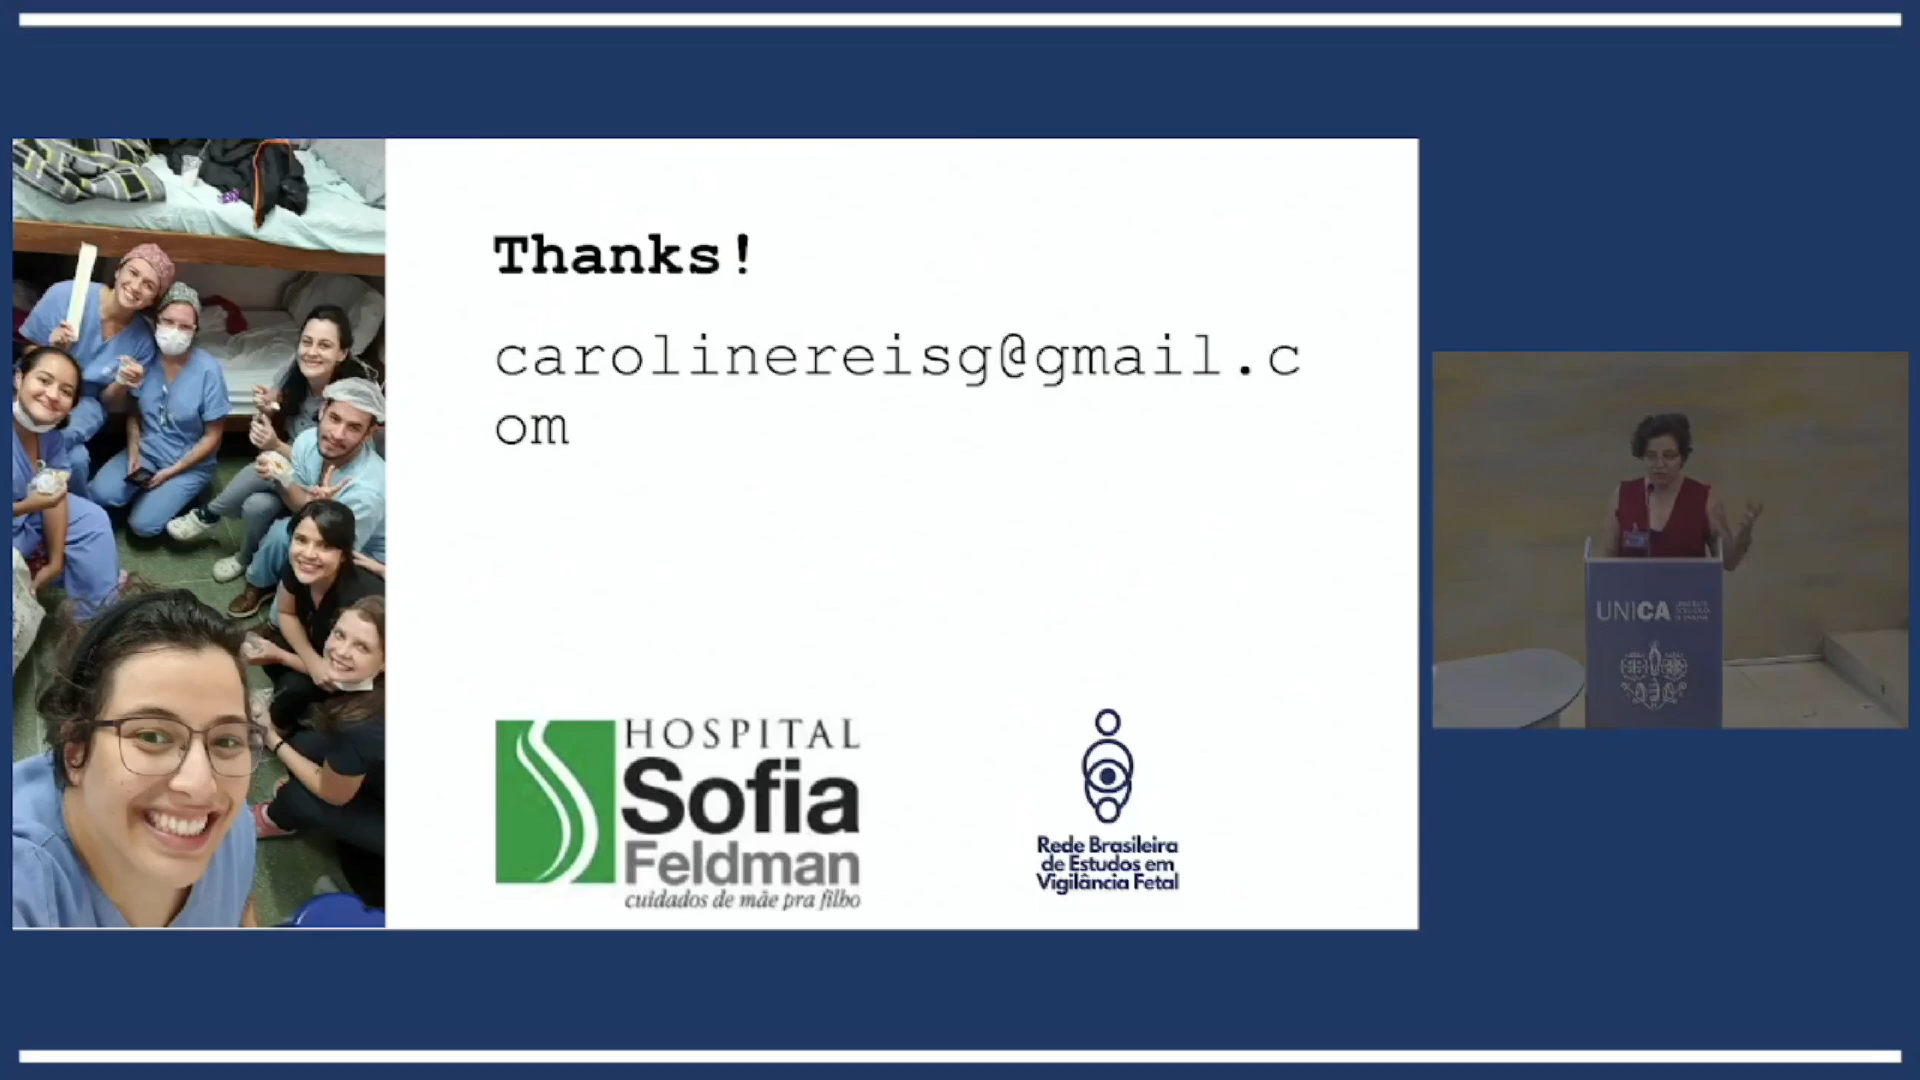 Thanks!
carolinereisg@gmail.c
om
HOSPITAL
Sofia
Feldman
cuidados de mãe pra filho
Rede Brasileira
de Estudos em
Vigilância Fetal
UNICA